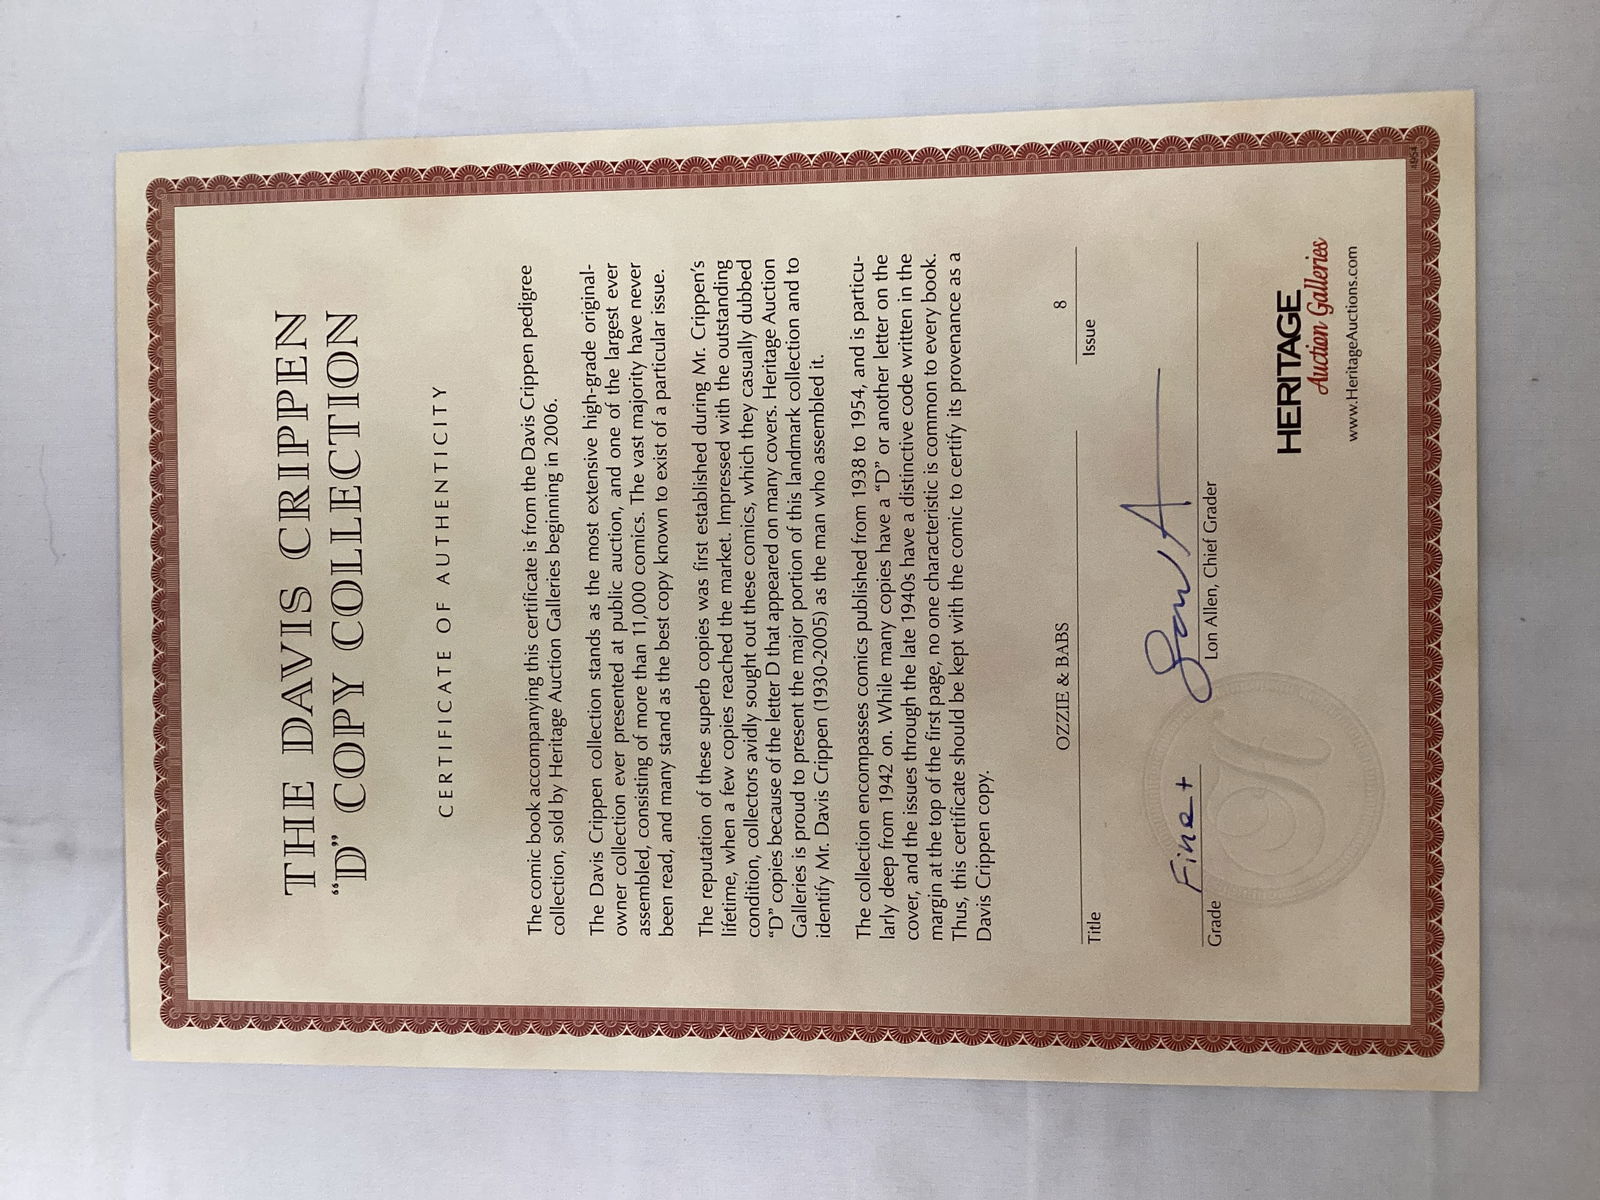 THE DAVIS CRIPPEN
“D” COPY COLLECTION
CERTIFICATE OF AUTHENTICITY
The comic book accompanying this certificate is from the Davis Crippen pedigree
collection, sold by Heritage Auction Galleries beginning in 2006.
The Davis Crippen collection stands as the most extensive high-grade original-
owner collection ever presented at public auction, and one of the largest ever
assembled, consisting of more than 11,000 comics. The vast majority have never
been read, and many stand as the best copy known to exist of a particular issue.
The reputation of these superb copies was first established during Mr. Crippen’s
lifetime, when a few copies reached the market. Impressed with the outstanding
condition, collectors avidly sought out these comics, which they casually dubbed
“D” copies because of the letter D that appeared on many covers. Heritage Auction
Galleries is proud to present the major portion of this landmark collection and to
identify Mr. Davis Crippen (1930-2005) as the man who assembled it.
The collection encompasses comics published from 1938 to 1954, and is particu-
larly deep from 1942 on. While many copies have a “D” or another letter on the
cover, and the issues through the late 1940s have a distinctive code written in the
margin at the top of the first page, no one characteristic is common to every book.
Thus, this certificate should be kept with the comic to certify its provenance as a
Davis Crippen copy.
OZZIE & BABS 8
Title Issue
Fine+
Grade Lon Allen, Chief Grader
HERITAGE
Auction Galleries
www.HeritageAuctions.com